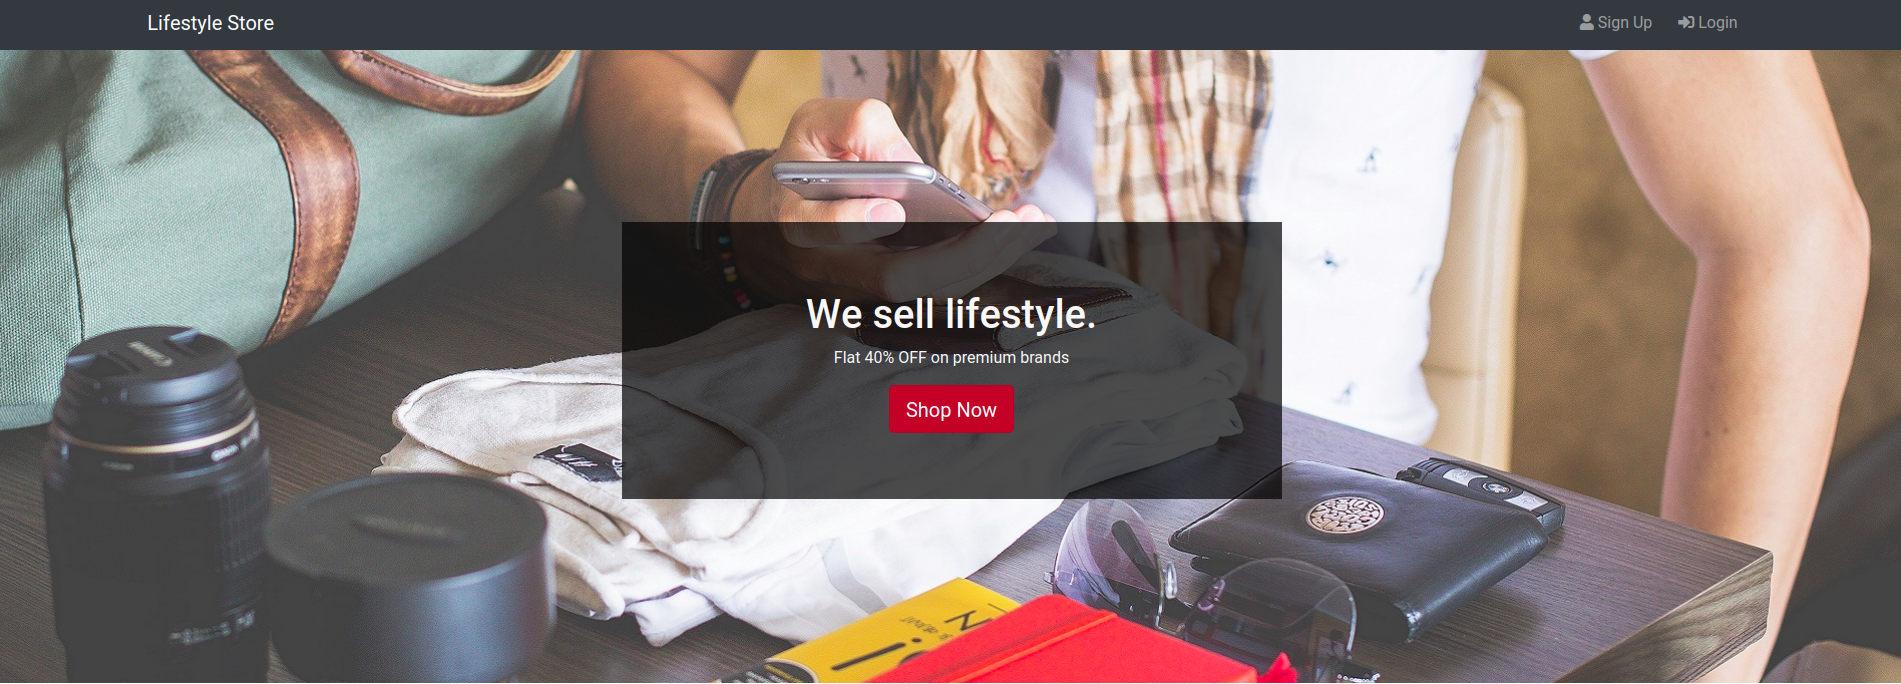 Lifestyle Store
Sign Up
Login
We sell lifestyle.
Flat 40% OFF on premium brands
Shop Now